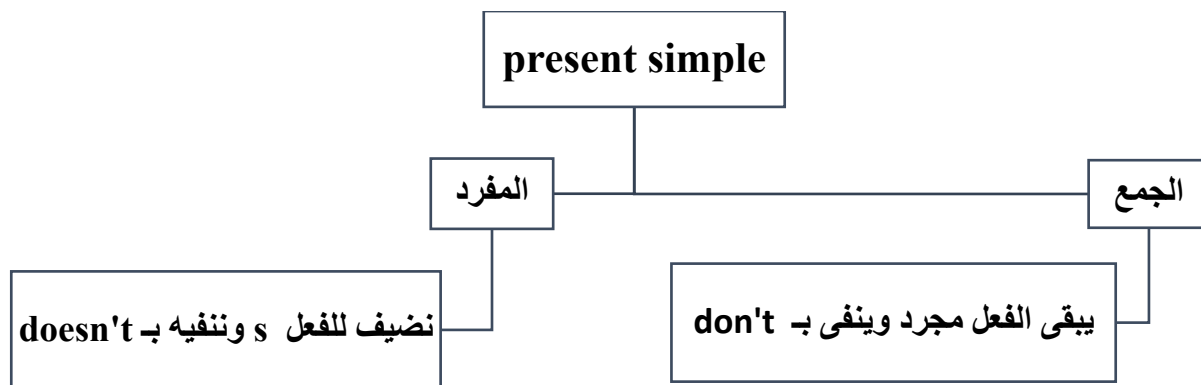 present simple
الجمع
المفرد
يبقى الفعل مجرد وينفى بـ don't
نضيف للفعل s وننفيه بـ doesn't